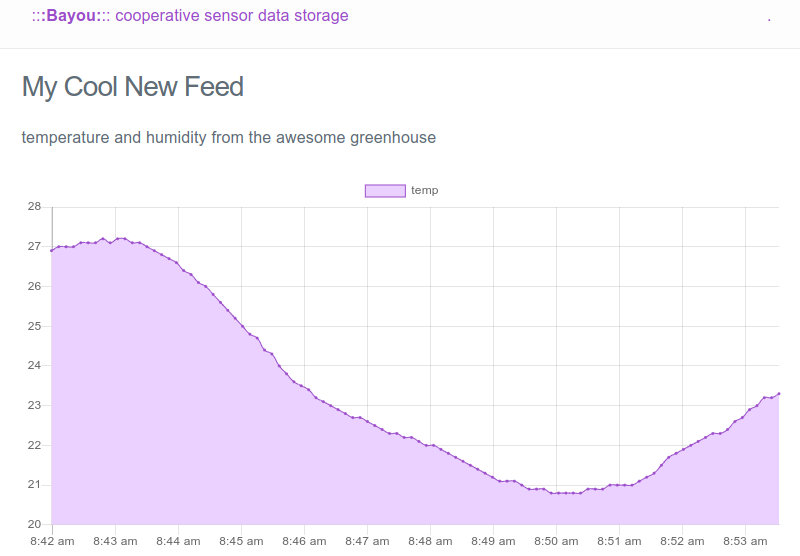 :::Bayou::: cooperative sensor data storage
.
My Cool New Feed
temperature and humidity from the awesome greenhouse
temp
28
27
26
25
24
23
22
21
20
8:42 am 8:43 am 8:44 am 8:45 am 8:46 am 8:47 am 8:48 am 8:49 am 8:50 am 8:51 am 8:52 am 8:53 am